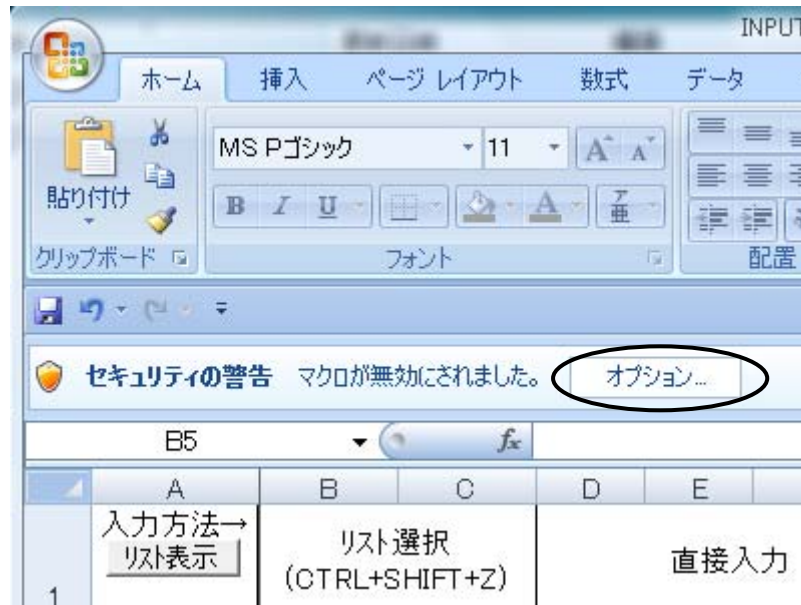 INPUT
ホーム 挿入 ページ レイアウト 数式 データ
MS Pゴシック 11 A A
貼り付け
B I U A ア亜
クリップボード フォント 配置
セキュリティの警告 マクロが無効にされました。 オプション...
B5 fx
A B C D E
入力方法→
リスト表示
リスト選択
(CTRL+SHIFT+Z)
直接入力
1